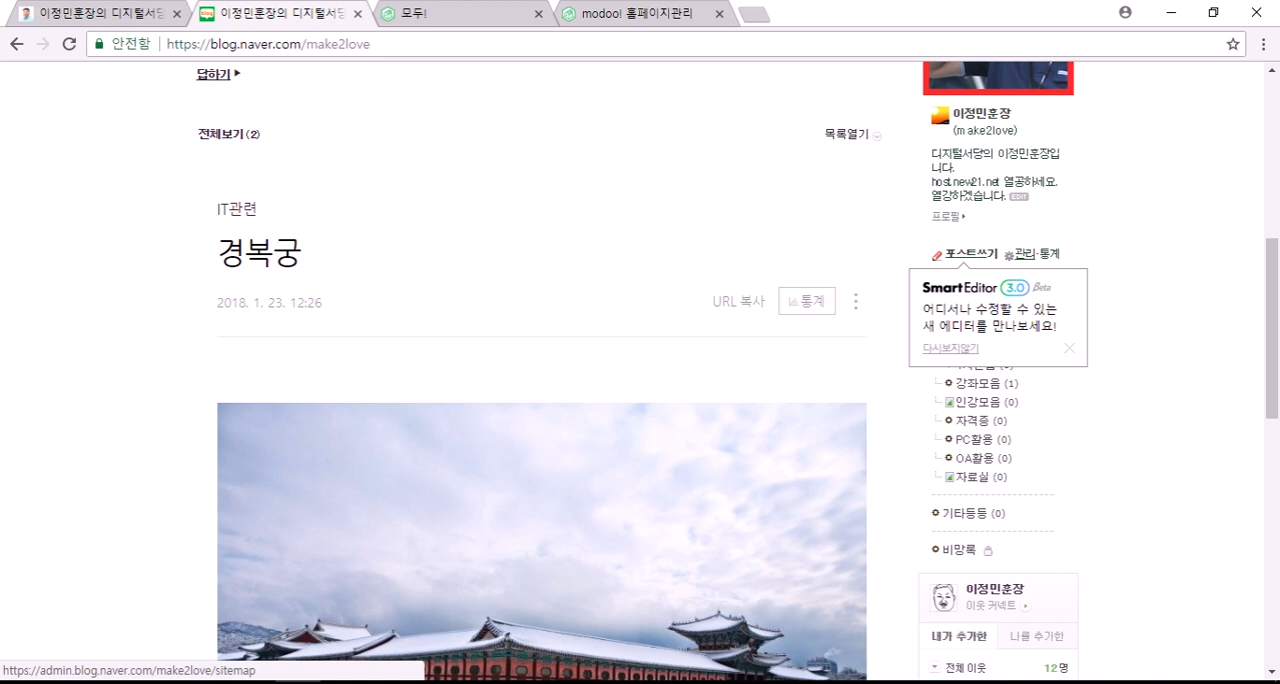 이정민훈장의 디지털서당
이정민훈장의 디지털서당
모두!
modoo! 홈페이지관리
안전함
https://blog.naver.com/make2love
답하기
전체보기 (2)
목록열기
IT관련
경복궁
2018. 1. 23. 12:26
URL 복사
통계
이정민훈장
(make2love)
디지털서당의 이정민훈장입
니다.
host.new21.net 열공하세요.
열강하겠습니다. EDIT
프로필
포스트쓰기
관리·통계
SmartEditor 3.0 Beta
어디서나 수정할 수 있는
새 에디터를 만나보세요!
다시보지않기
강좌모음 (1)
인강모음 (0)
자격증 (0)
PC활용 (0)
OA활용 (0)
자료실 (0)
기타등등 (0)
비망록
이정민훈장
이웃 커넥트
내가 추가한
나를 추가한
전체 이웃
12명
https://admin.blog.naver.com/make2love/sitemap